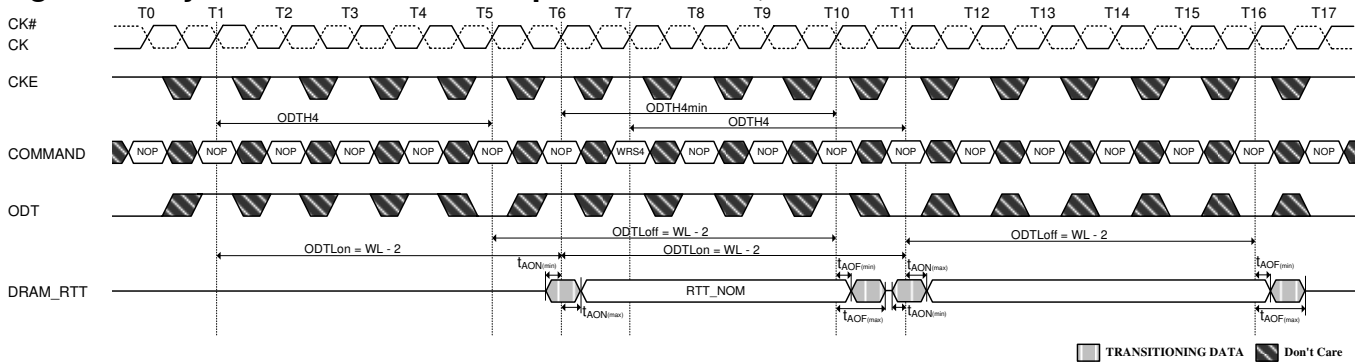 T0 T1 T2 T3 T4 T5 T6 T7 T8 T9 T10 T11 T12 T13 T14 T15 T16 T17
CK#
CK
CKE
ODTH4min
ODTH4 ODTH4
COMMAND NOP NOP NOP NOP NOP NOP NOP WRS4 NOP NOP NOP NOP NOP NOP NOP NOP NOP NOP
ODT
ODTLoff = WL - 2 ODTLoff = WL - 2
ODTLon = WL - 2 ODTLon = WL - 2
tAON(min) tAOF(min) tAON(max) tAOF(min)
DRAM_RTT RTT_NOM
tAON(max) tAOF(max) tAON(min) tAOF(max)
TRANSITIONING DATA Don't Care